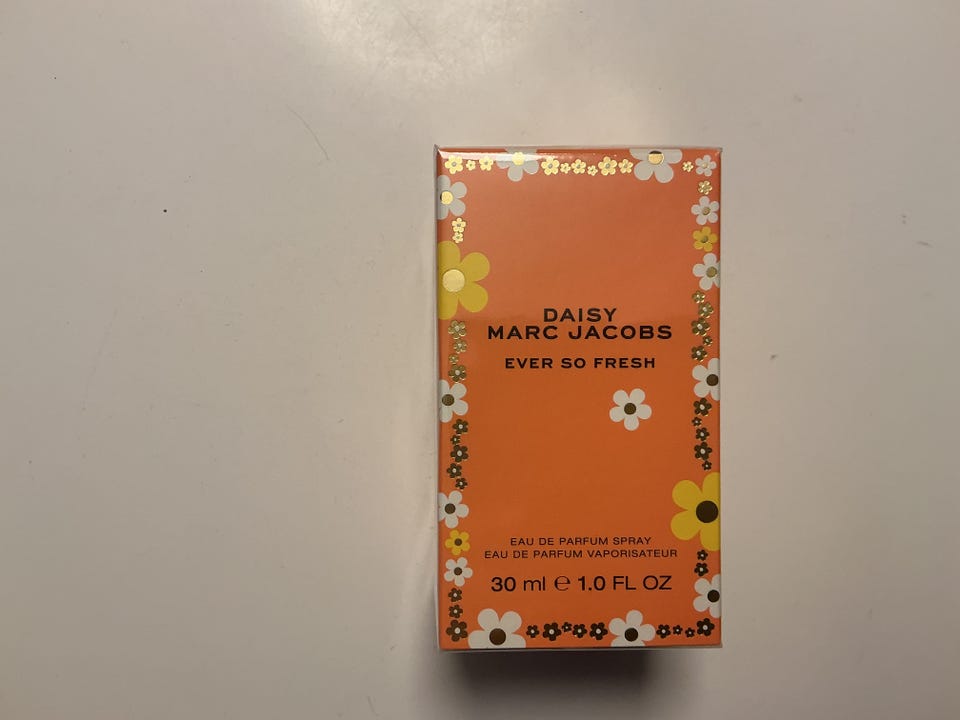 DAISY
MARC JACOBS
EVER SO FRESH
EAU DE PARFUM SPRAY
EAU DE PARFUM VAPORISATEUR
30 ml ℮ 1.0 FL OZ